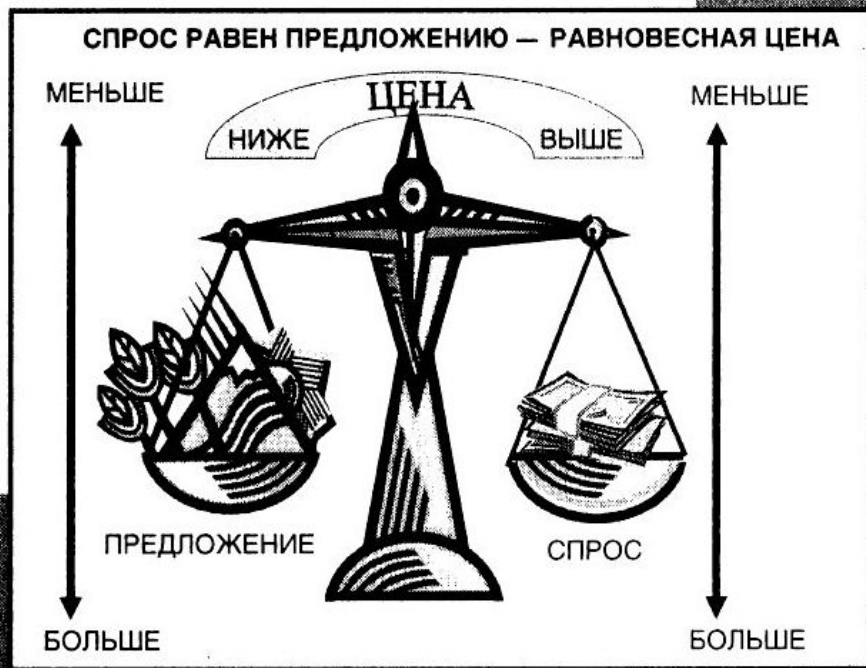 СПРОС РАВЕН ПРЕДЛОЖЕНИЮ — РАВНОВЕСНАЯ ЦЕНА
МЕНЬШЕ
ЦЕНА
МЕНЬШЕ
НИЖЕ
ВЫШЕ
ПРЕДЛОЖЕНИЕ
СПРОС
БОЛЬШЕ
БОЛЬШЕ